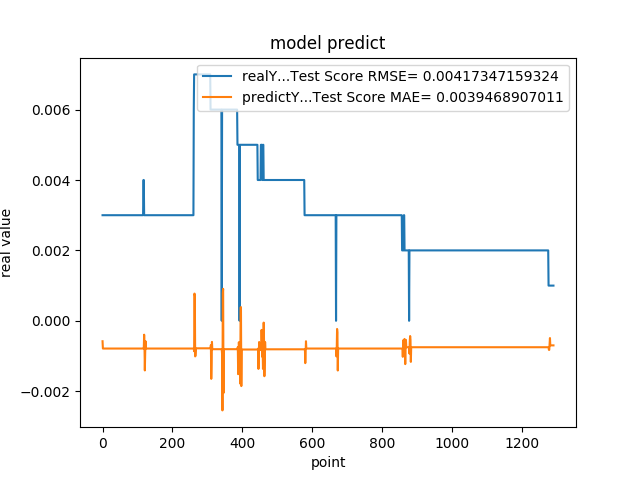 model predict
realY...Test Score RMSE= 0.00417347159324
predictY...Test Score MAE= 0.0039468907011
real value
0.006
0.004
0.002
0.000
−0.002
0
200
400
600
800
1000
1200
point